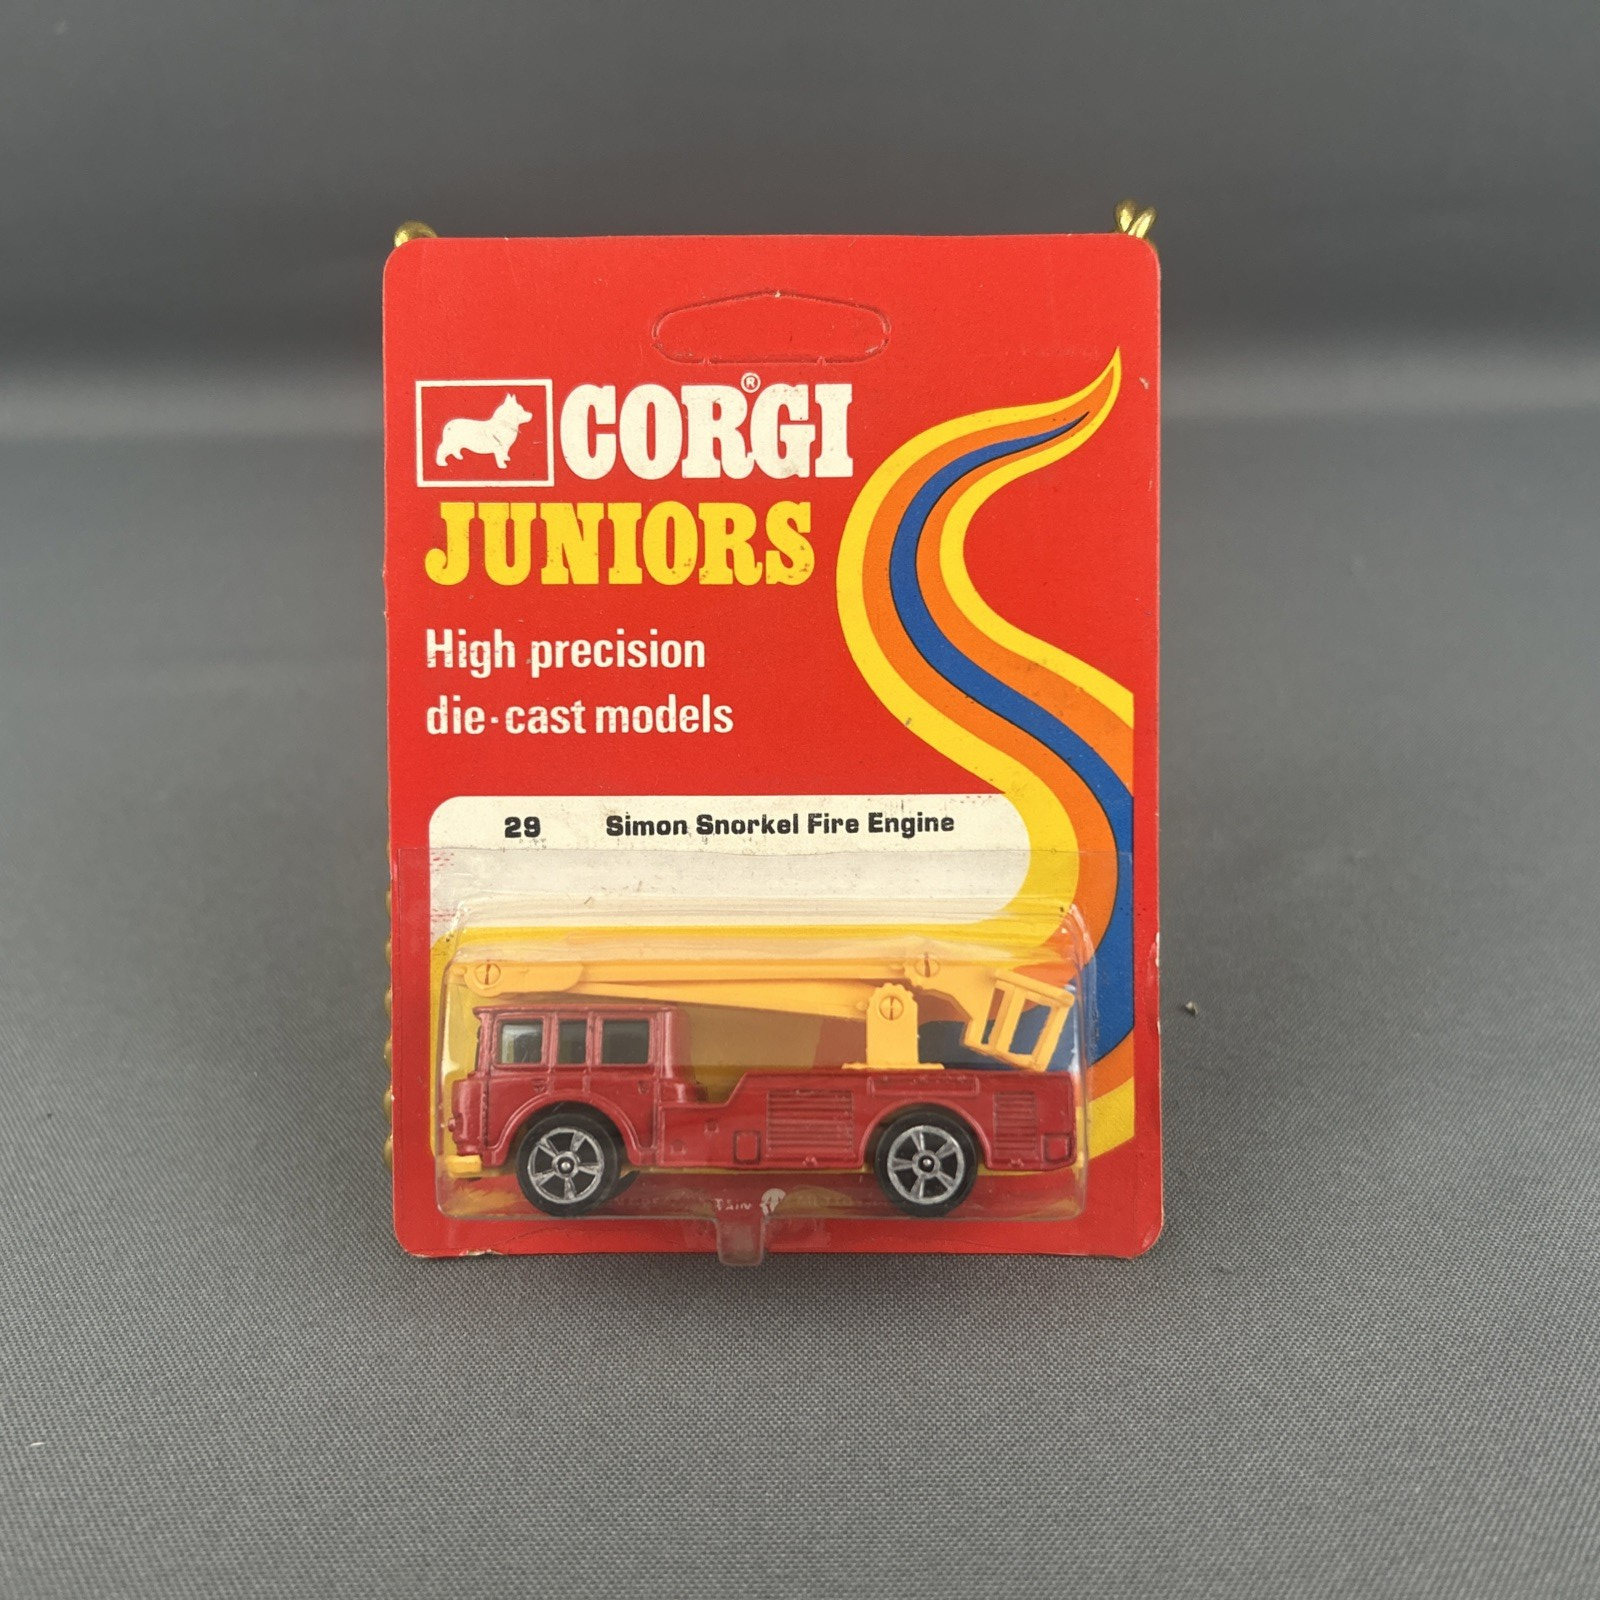 CORGI®
JUNIORS
High precision
die-cast models
29 Simon Snorkel Fire Engine